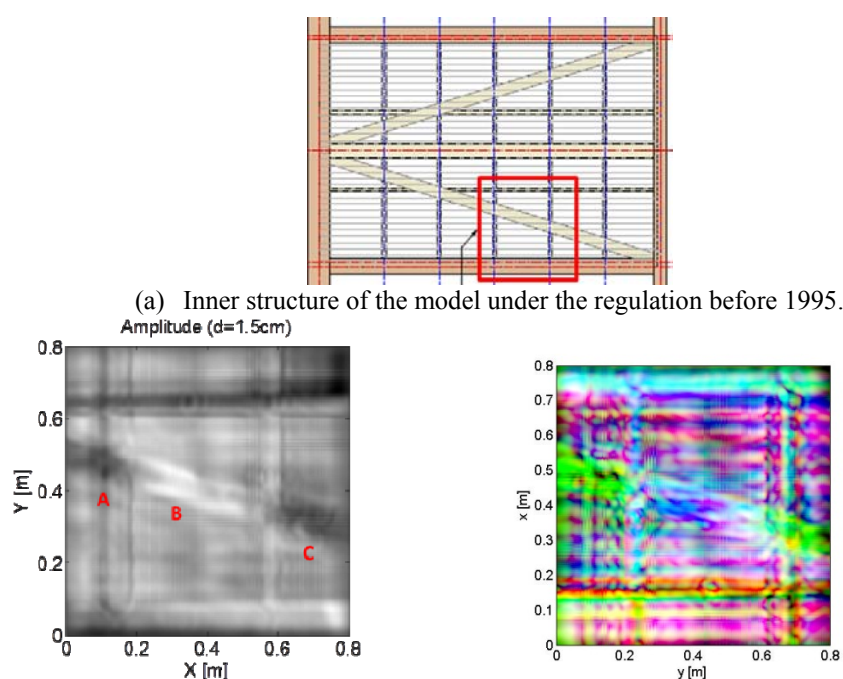 (a) Inner structure of the model under the regulation before 1995.
Amplitude (d=1.5cm)
0.8
0.6
0.4
0.2
0
Y [m]
A
B
C
0 0.2 0.4 0.6 0.8
X [m]
0.8
0.7
0.6
0.5
0.4
0.3
0.2
0.1
0
x [m]
0 0.2 0.4 0.6 0.8
y [m]